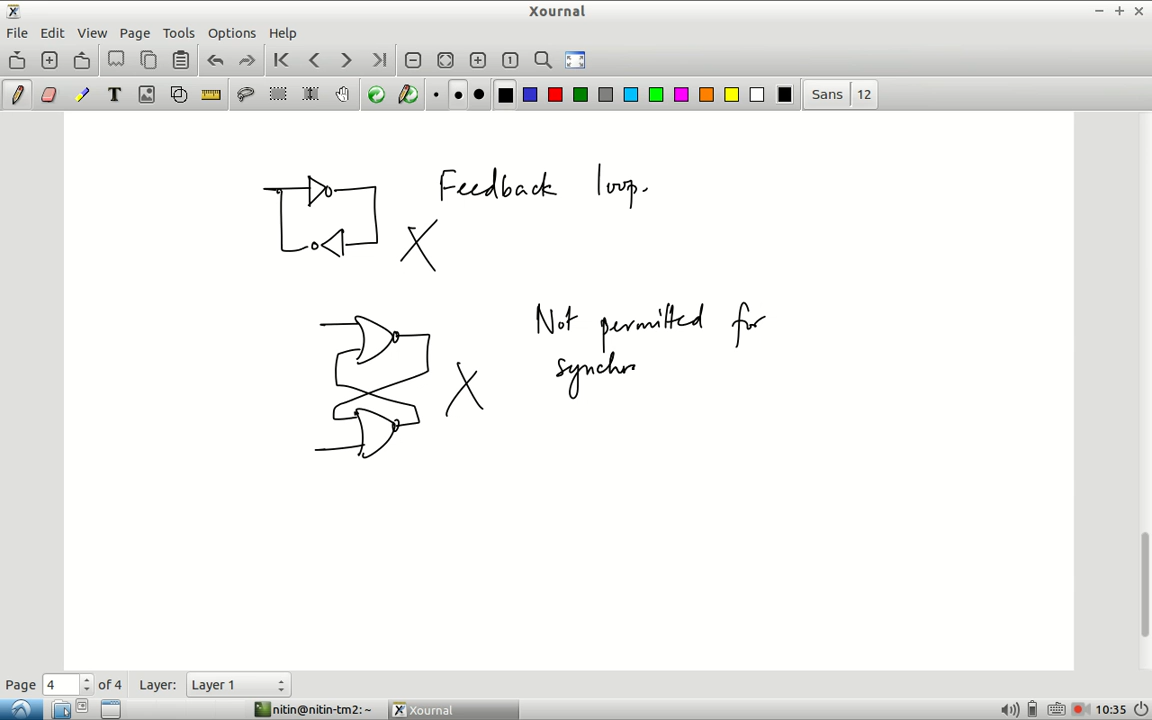 Xournal
File Edit View Page Tools Options Help
Sans 12
Feedback loop.
X
Not permitted for
synchr
X
Page 4 of 4 Layer: Layer 1
nitin@nitin-tm2: ~ Xournal 10:35